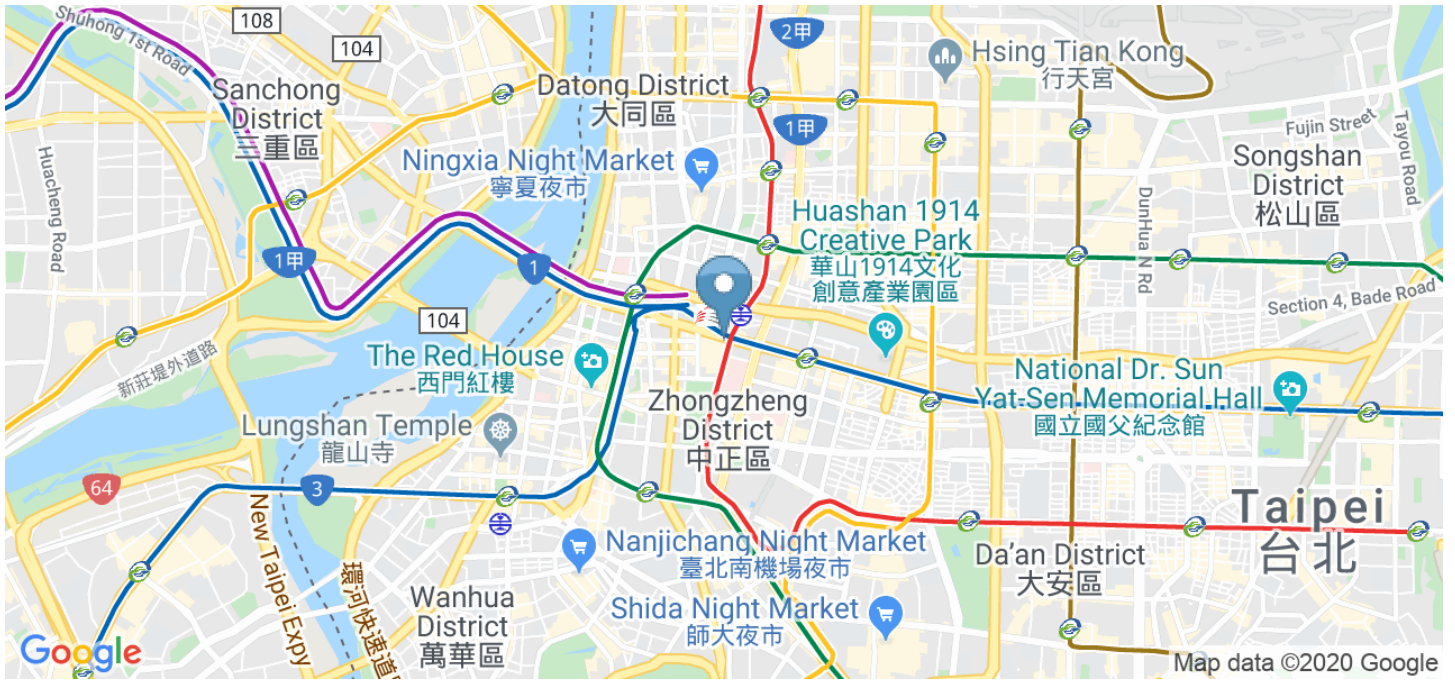 Shuhong 1st Road
108
104
2甲
Hsing Tian Kong
行天宮
Sanchong
District
三重區
Datong District
大同區
1甲
Fujin Street
Tayou Road
Huacheng Road
Ningxia Night Market
寧夏夜市
Songshan
District
松山區
DunHua N Rd
Huashan 1914
Creative Park
華山1914文化
創意產業園區
1甲
1
Section 4, Bade Road
104
新莊堤外道路
The Red House
西門紅樓
National Dr. Sun
Yat-Sen Memorial Hall
國立國父紀念館
Zhongzheng
District
中正區
Lungshan Temple
龍山寺
64
3
Taipei
台北
New Taipei Expy
環河快速道
Nanjichang Night Market
臺北南機場夜市
Da'an District
大安區
Wanhua
District
萬華區
Shida Night Market
師大夜市
Google
Map data ©2020 Google